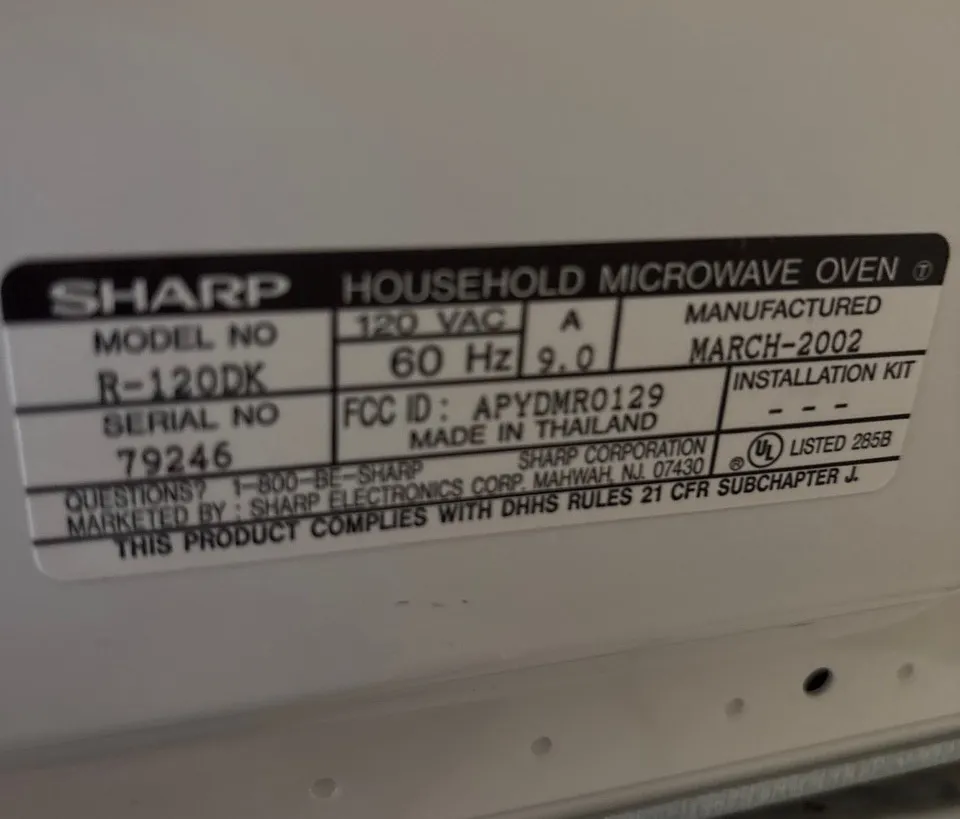 SHARP HOUSEHOLD MICROWAVE OVEN Ⓣ
MODEL NO
R-120DK
120 VAC
60 Hz
A
9.0
MANUFACTURED
MARCH-2002
SERIAL NO
79246
FCC ID: APYDMR0129
MADE IN THAILAND
INSTALLATION KIT
- - -
QUESTIONS? 1-800-BE-SHARP SHARP CORPORATION
MARKETED BY : SHARP ELECTRONICS CORP. MAHWAH, NJ. 07430
® UL LISTED 285B
THIS PRODUCT COMPLIES WITH DHHS RULES 21 CFR SUBCHAPTER J.